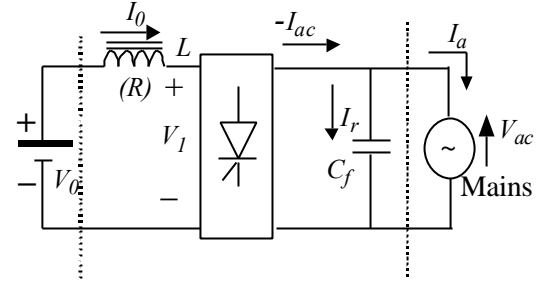 I0
L
-Iac
Ia
(R)
+
+
V1
Ir
Vac
~
−
V0
−
Cf
Mains